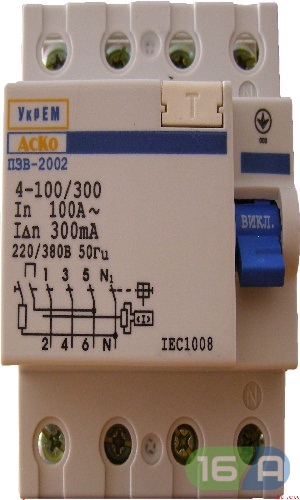 УкрЕМ
АСКо
ПЗВ-2002
T
4-100/300
In 100A~
IΔn 300mA
220/380В 50Гц
ВИКЛ.
1 3 5 N₁
2 4 6 N
IEC1008
N
16A